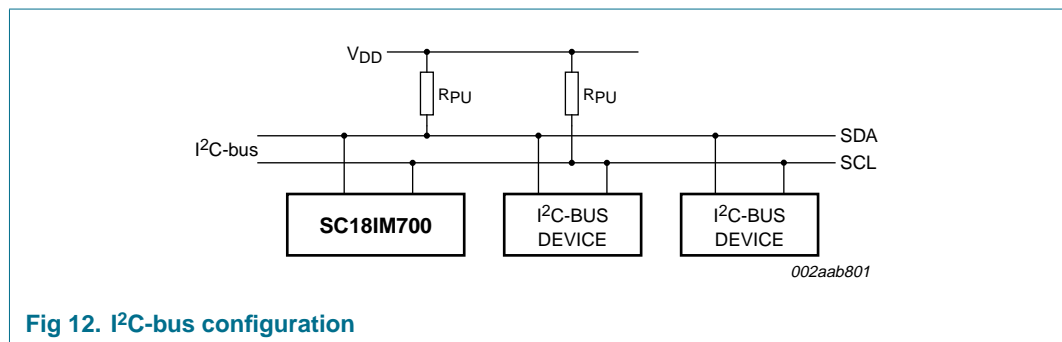 VDD
RPU RPU
SDA
I²C-bus
SCL
SC18IM700
I²C-BUS
DEVICE
I²C-BUS
DEVICE
002aab801
Fig 12. I²C-bus configuration